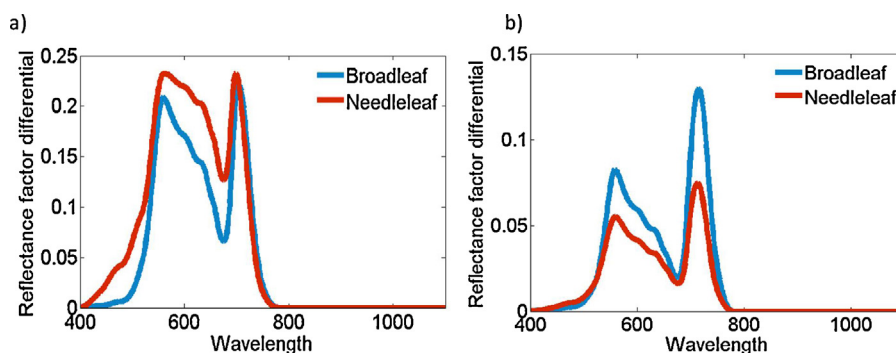 a)
Reflectance factor differential
0.25
0.2
0.15
0.1
0.05
0
400
600
800
1000
Wavelength
Broadleaf
Needleleaf
b)
Reflectance factor differential
0.15
0.1
0.05
0
400
600
800
1000
Wavelength
Broadleaf
Needleleaf